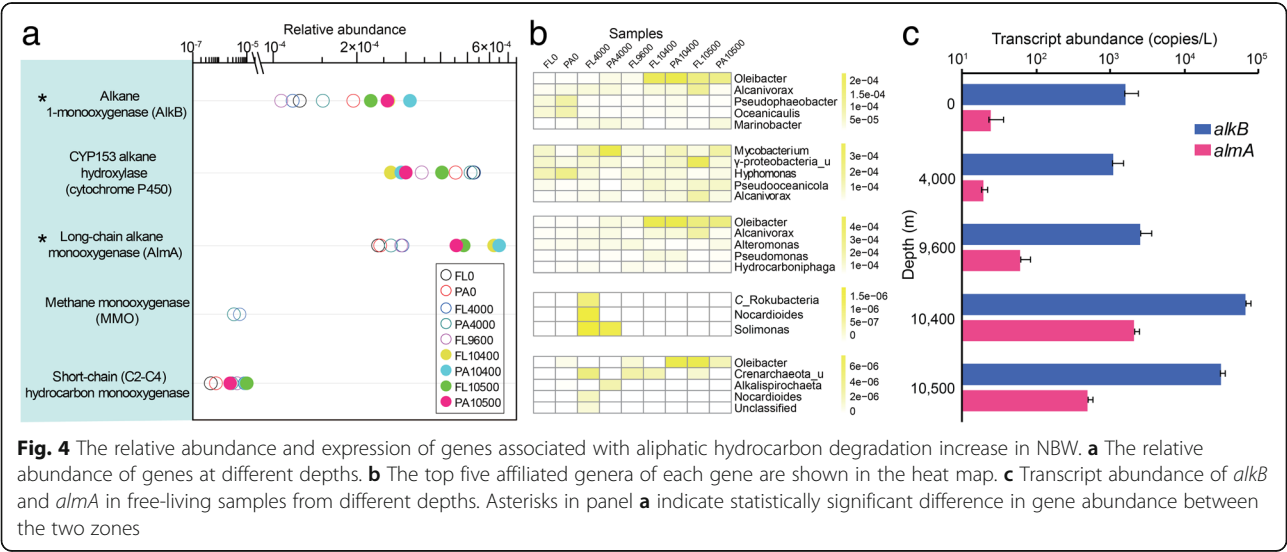 a
Relative abundance
10-7
10-5
10-4
2×10-4
6×10-4
* Alkane
1-monooxygenase (AlkB)
CYP153 alkane
hydroxylase
(cytochrome P450)
* Long-chain alkane
monooxygenase (AlmA)
Methane monooxygenase
(MMO)
Short-chain (C2-C4)
hydrocarbon monooxygenase
FL0
PA0
FL4000
PA4000
FL9600
FL10400
PA10400
FL10500
PA10500
b
Samples
FL0
PA0
FL4000
PA4000
FL9600
FL10400
PA10400
FL10500
PA10500
Oleibacter
Alcanivorax
Pseudophaeobacter
Oceanicaulis
Marinobacter
2e-04
1.5e-04
1e-04
5e-05
Mycobacterium
γ-proteobacteria_u
Hyphomonas
Pseudooceanicola
Alcanivorax
3e-04
2e-04
1e-04
Oleibacter
Alcanivorax
Alteromonas
Pseudomonas
Hydrocarboniphaga
4e-04
3e-04
2e-04
1e-04
C_Rokubacteria
Nocardioides
Solimonas
1.5e-06
1e-06
5e-07
0
Oleibacter
Crenarchaeota_u
Alkalispirochaeta
Nocardioides
Unclassified
6e-06
4e-06
2e-06
0
c
Transcript abundance (copies/L)
10¹
10²
10³
10⁴
10⁵
Depth (m)
0
4,000
9,600
10,400
10,500
alkB
almA
Fig. 4 The relative abundance and expression of genes associated with aliphatic hydrocarbon degradation increase in NBW. a The relative
abundance of genes at different depths. b The top five affiliated genera of each gene are shown in the heat map. c Transcript abundance of alkB
and almA in free-living samples from different depths. Asterisks in panel a indicate statistically significant difference in gene abundance between
the two zones